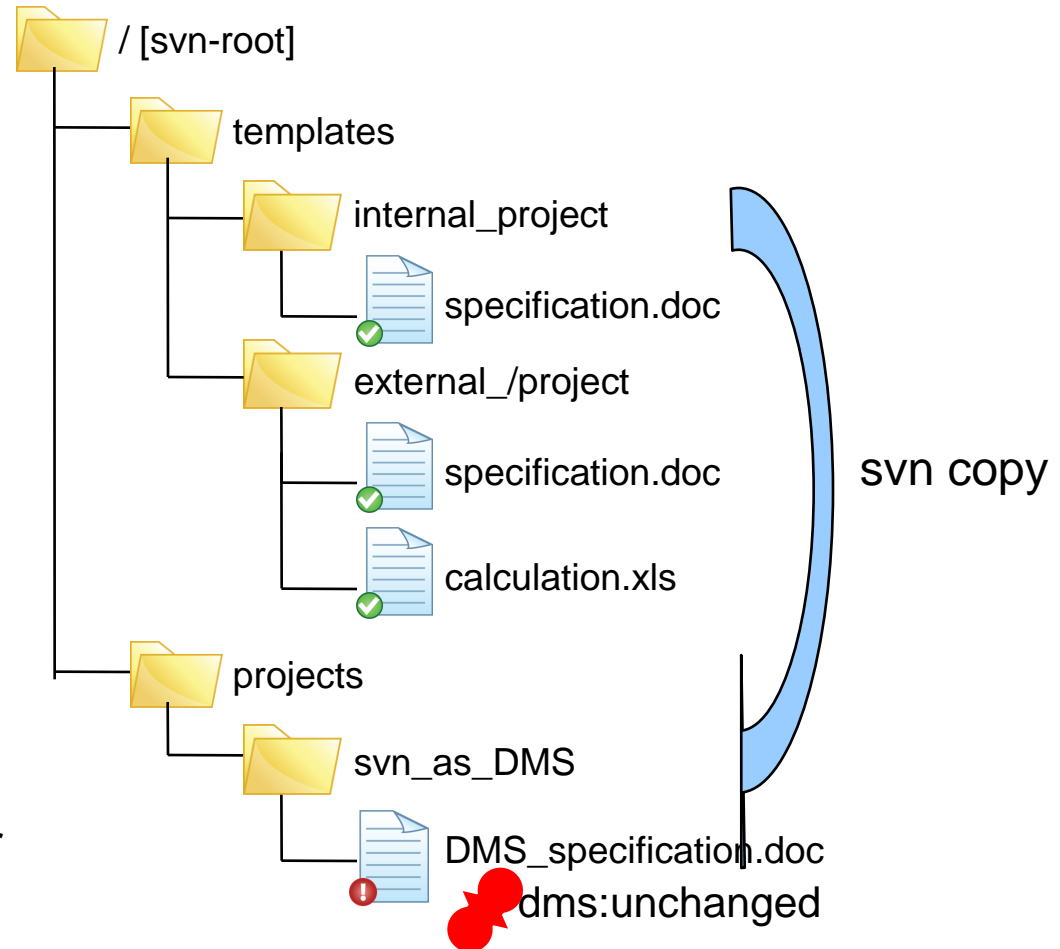 / [svn-root]
templates
internal_project
specification.doc
external_/project
specification.doc
svn copy
calculation.xls
projects
svn_as_DMS
DMS_specification.doc
dms:unchanged